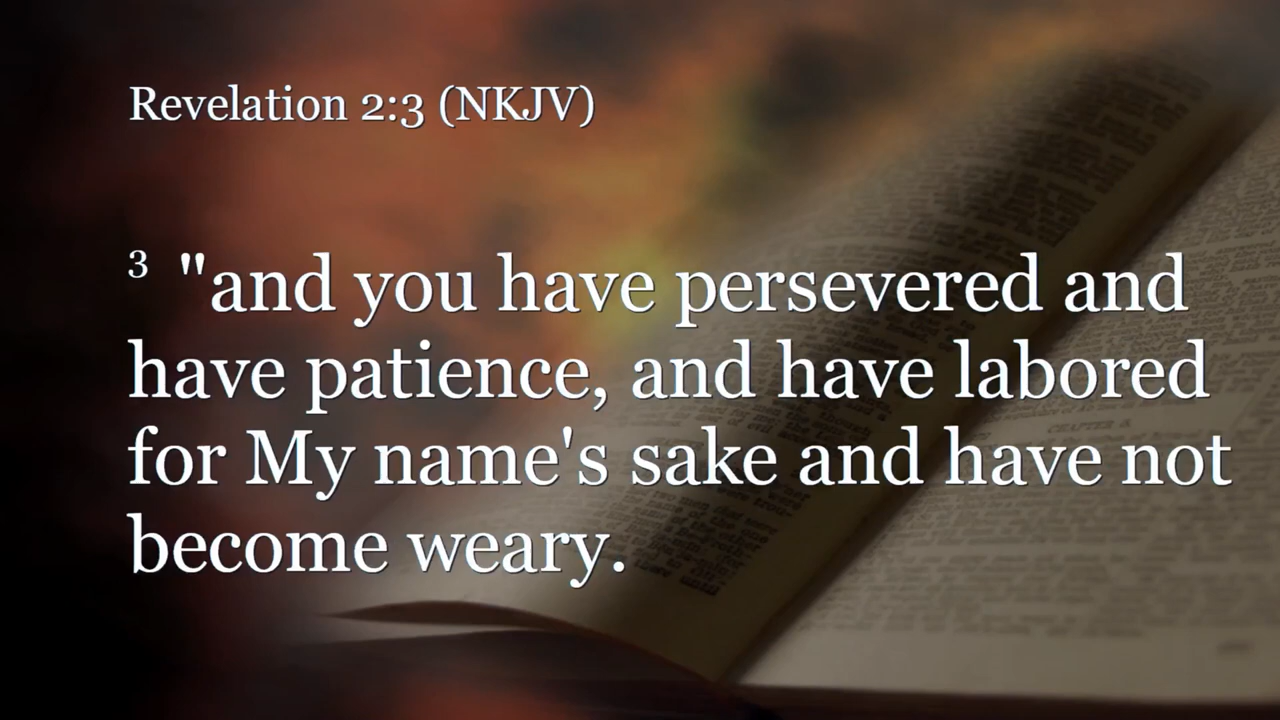 Revelation 2:3 (NKJV)
3 "and you have persevered and
have patience, and have labored
for My name's sake and have not
become weary.